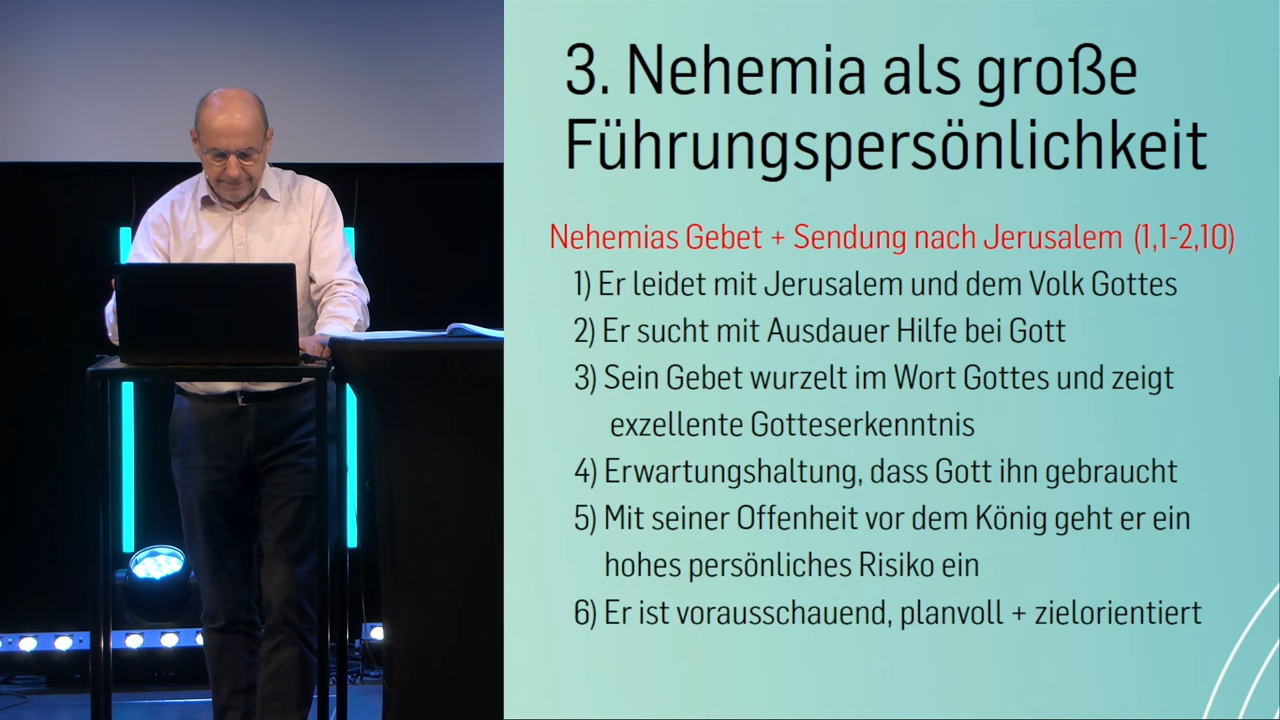 3. Nehemia als große
Führungspersönlichkeit
Nehemias Gebet + Sendung nach Jerusalem (1,1-2,10)
1) Er leidet mit Jerusalem und dem Volk Gottes
2) Er sucht mit Ausdauer Hilfe bei Gott
3) Sein Gebet wurzelt im Wort Gottes und zeigt
exzellente Gotteserkenntnis
4) Erwartungshaltung, dass Gott ihn gebraucht
5) Mit seiner Offenheit vor dem König geht er ein
hohes persönliches Risiko ein
6) Er ist vorausschauend, planvoll + zielorientiert